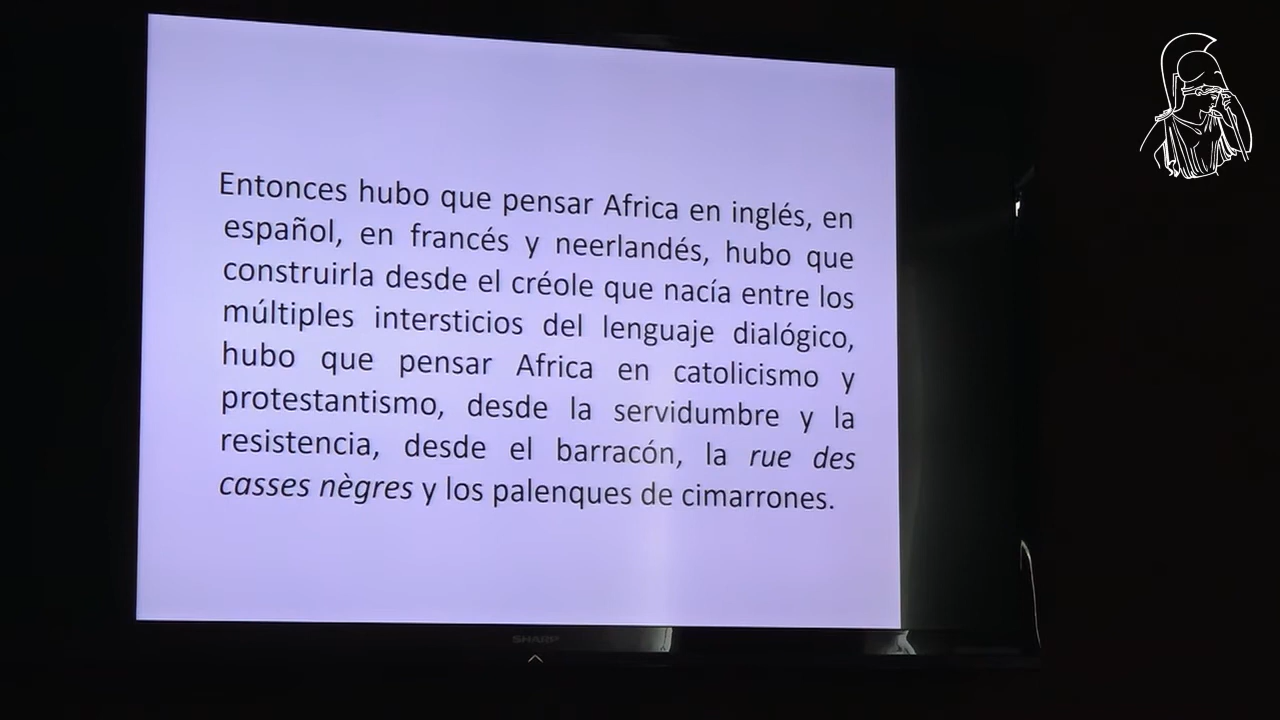 Entonces hubo que pensar Africa en inglés, en
español, en francés y neerlandés, hubo que
construirla desde el créole que nacía entre los
múltiples intersticios del lenguaje dialógico,
hubo que pensar Africa en catolicismo y
protestantismo, desde la servidumbre y la
resistencia, desde el barracón, la rue des
casses nègres y los palenques de cimarrones.
SHARP